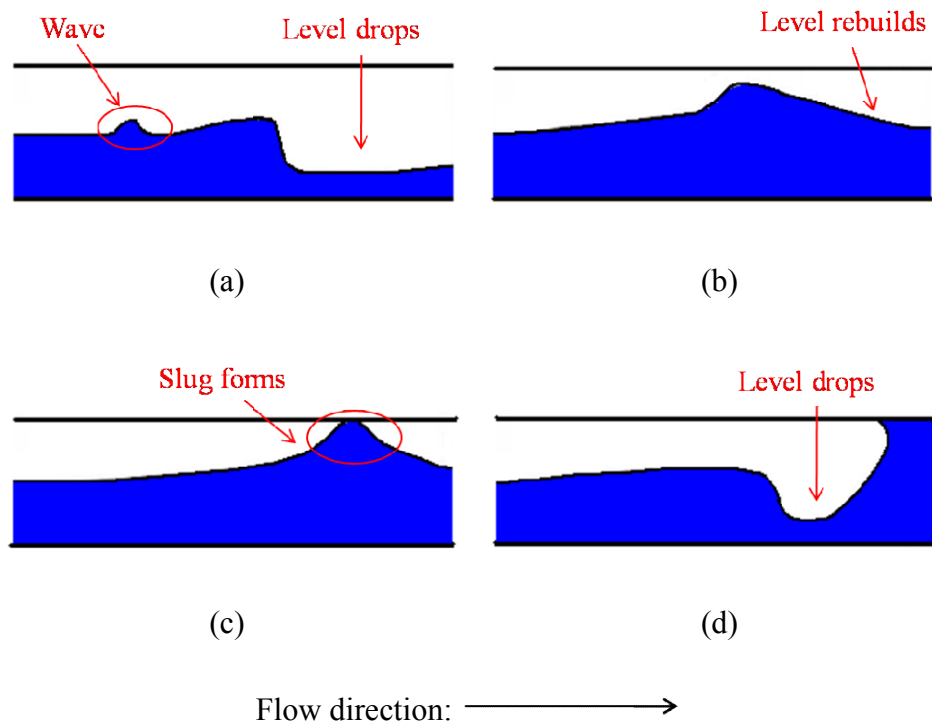 Wave
Level drops
Level rebuilds
(a)
(b)
Slug forms
Level drops
(c)
(d)
Flow direction: